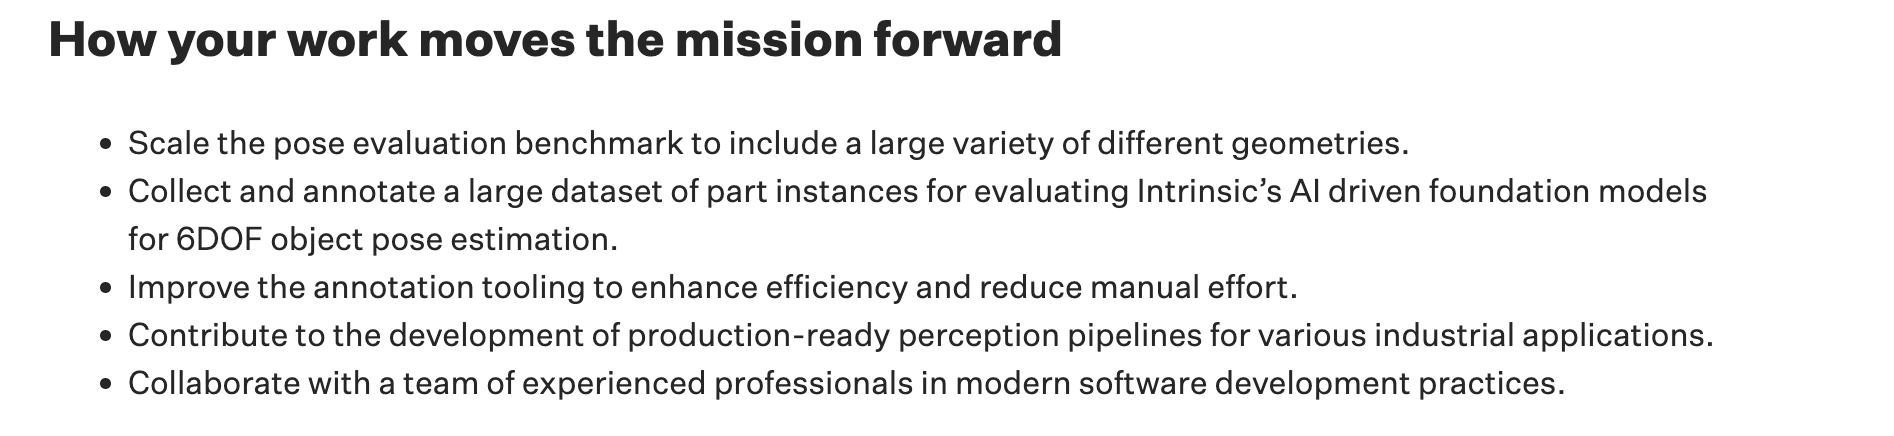 How your work moves the mission forward
• Scale the pose evaluation benchmark to include a large variety of different geometries.
• Collect and annotate a large dataset of part instances for evaluating Intrinsic’s AI driven foundation models
for 6DOF object pose estimation.
• Improve the annotation tooling to enhance efficiency and reduce manual effort.
• Contribute to the development of production-ready perception pipelines for various industrial applications.
• Collaborate with a team of experienced professionals in modern software development practices.